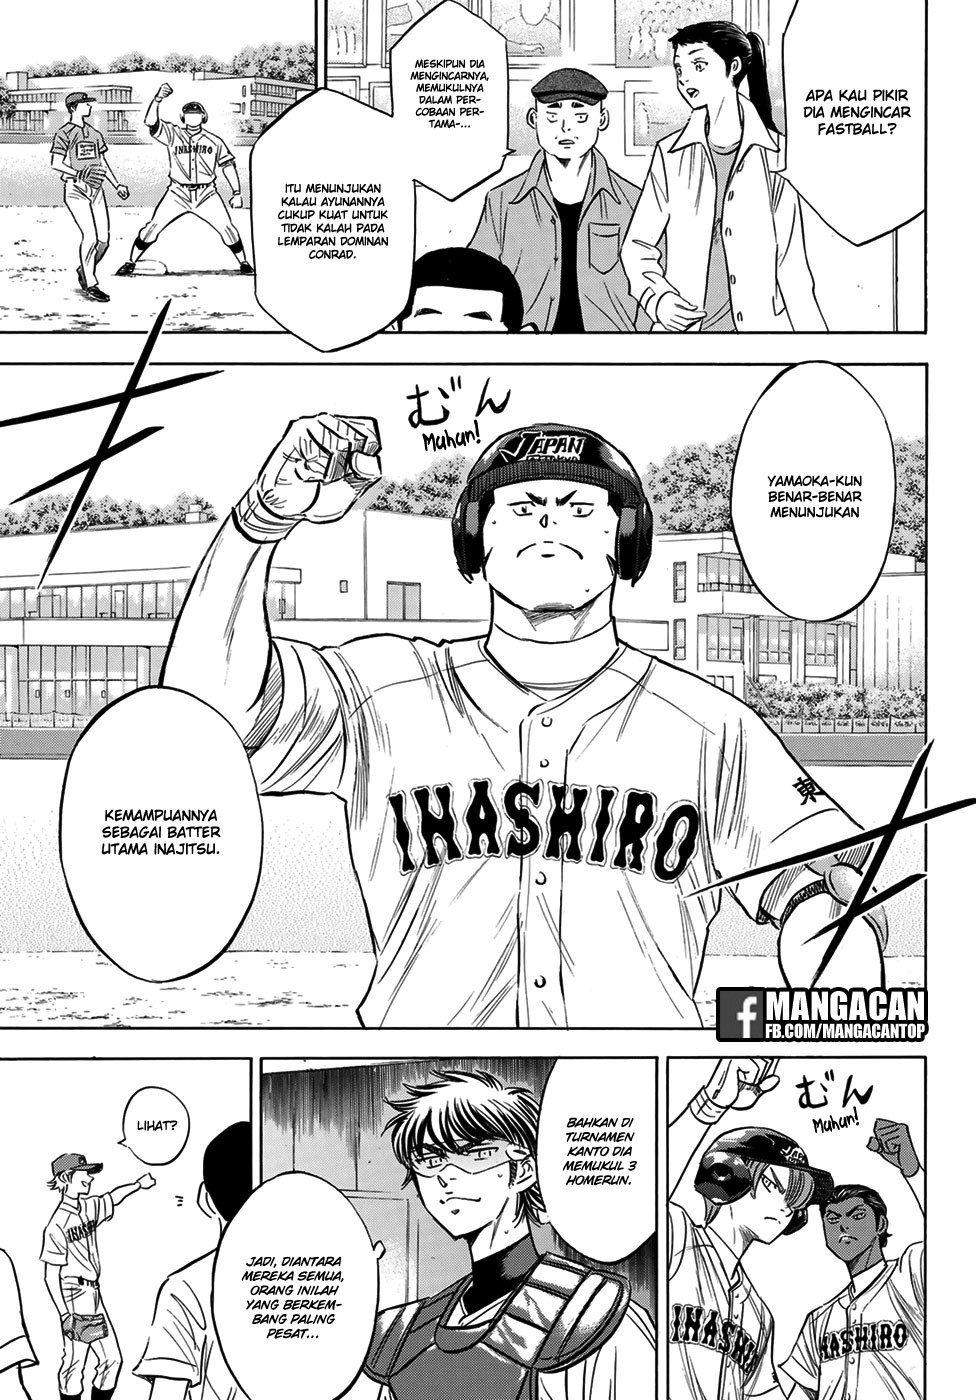 APA KAU PIKIR
DIA MENGINCAR
FASTBALL?
MESKIPUN DIA
MENGINCARNYA,
MEMUKULNYA
DALAM PER-
COBAAN PER-
TAMA-...
ITU MENUNJUKAN
KALAU AYUNANNYA
CUKUP KUAT UNTUK
TIDAK KALAH PADA
LEMPARAN DOMINAN
CONRAD.
INASHIRO
むん
Muhun!
JAPAN
YAMAOKA-KUN
BENAR-BENAR
MENUNJUKAN
KEMAMPUANNYA
SEBAGAI BATTER
UTAMA INAJITSU.
INASHIRO
東
MANGACAN
FB.COM/MANGACANTOP
むん
Muhun!
JAPAN
BAHKAN DI
TURNAMEN
KANTO DIA
MEMUKUL 3
HOMERUN.
JADI, DIANTARA
MEREKA SEMUA,
ORANG INILAH
YANG BERKEM-
BANG PALING
PESAT...
LIHAT?
INASHIRO
INASHIRO
INASHIRO